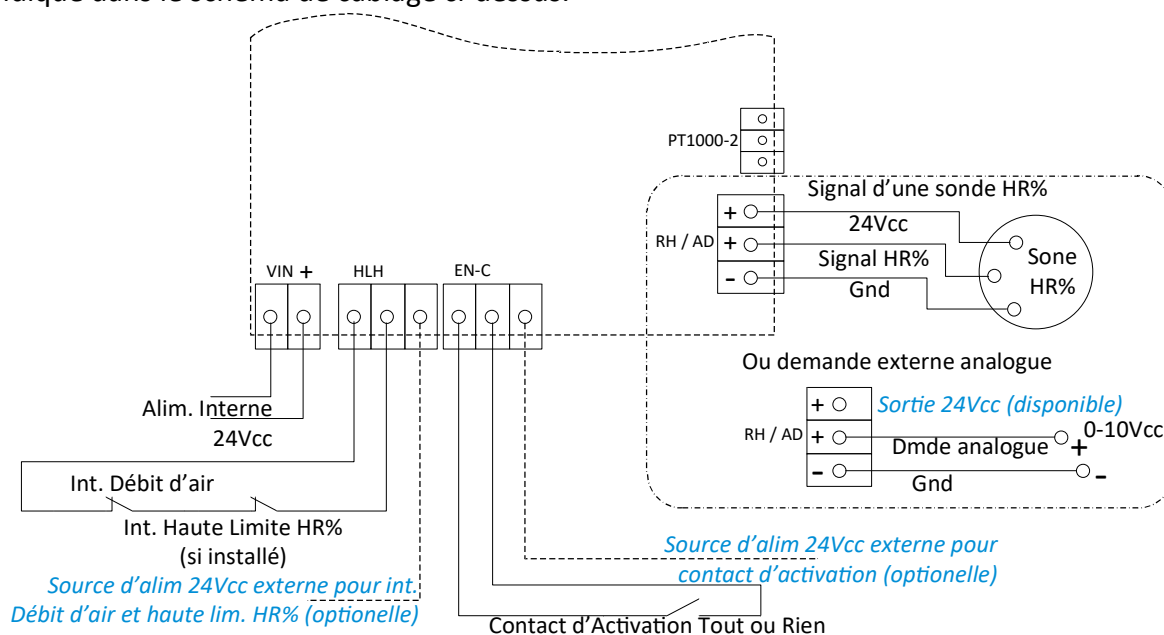 PT1000-2
Signal d'une sonde HR%
+
24Vcc
RH / AD
+
Signal HR%
-
Gnd
Sone
HR%
VIN +
HLH
EN-C
Ou demande externe analogue
+
Sortie 24Vcc (disponible)
RH / AD
+
Dmde analogue
+
0-10Vcc
-
Gnd
-
Alim. Interne
24Vcc
Int. Débit d'air
Int. Haute Limite HR%
(si installé)
Source d'alim 24Vcc externe pour int.
Débit d'air et haute lim. HR% (optionelle)
Source d'alim 24Vcc externe pour
contact d'activation (optionelle)
Contact d'Activation Tout ou Rien